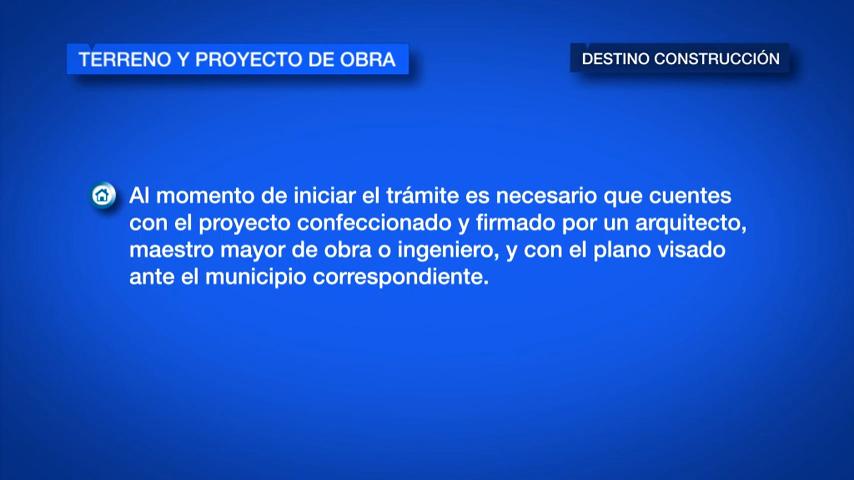 TERRENO Y PROYECTO DE OBRA
DESTINO CONSTRUCCIÓN
Al momento de iniciar el trámite es necesario que cuentes
con el proyecto confeccionado y firmado por un arquitecto,
maestro mayor de obra o ingeniero, y con el plano visado
ante el municipio correspondiente.